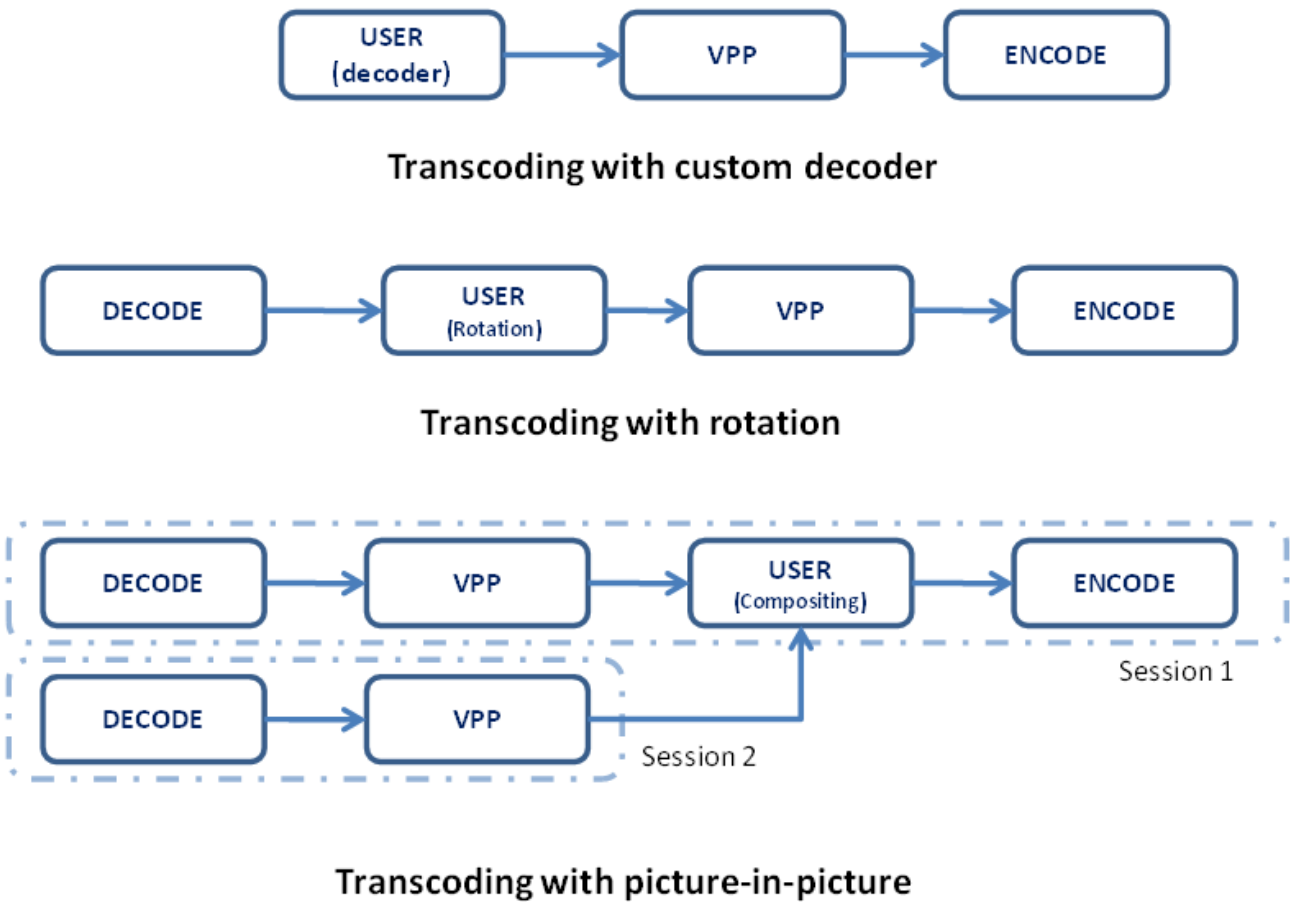 USER
(decoder)
VPP
ENCODE
Transcoding with custom decoder
DECODE
USER
(Rotation)
VPP
ENCODE
Transcoding with rotation
DECODE
VPP
USER
(Compositing)
ENCODE
Session 1
DECODE
VPP
Session 2
Transcoding with picture-in-picture